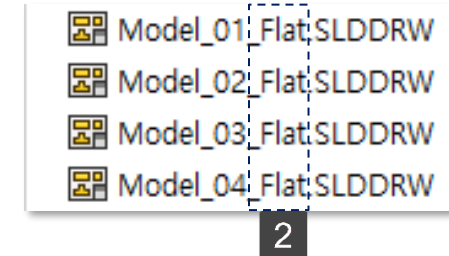 Model_01_Flat.SLDDRW
Model_02_Flat.SLDDRW
Model_03_Flat.SLDDRW
Model_04_Flat.SLDDRW
2